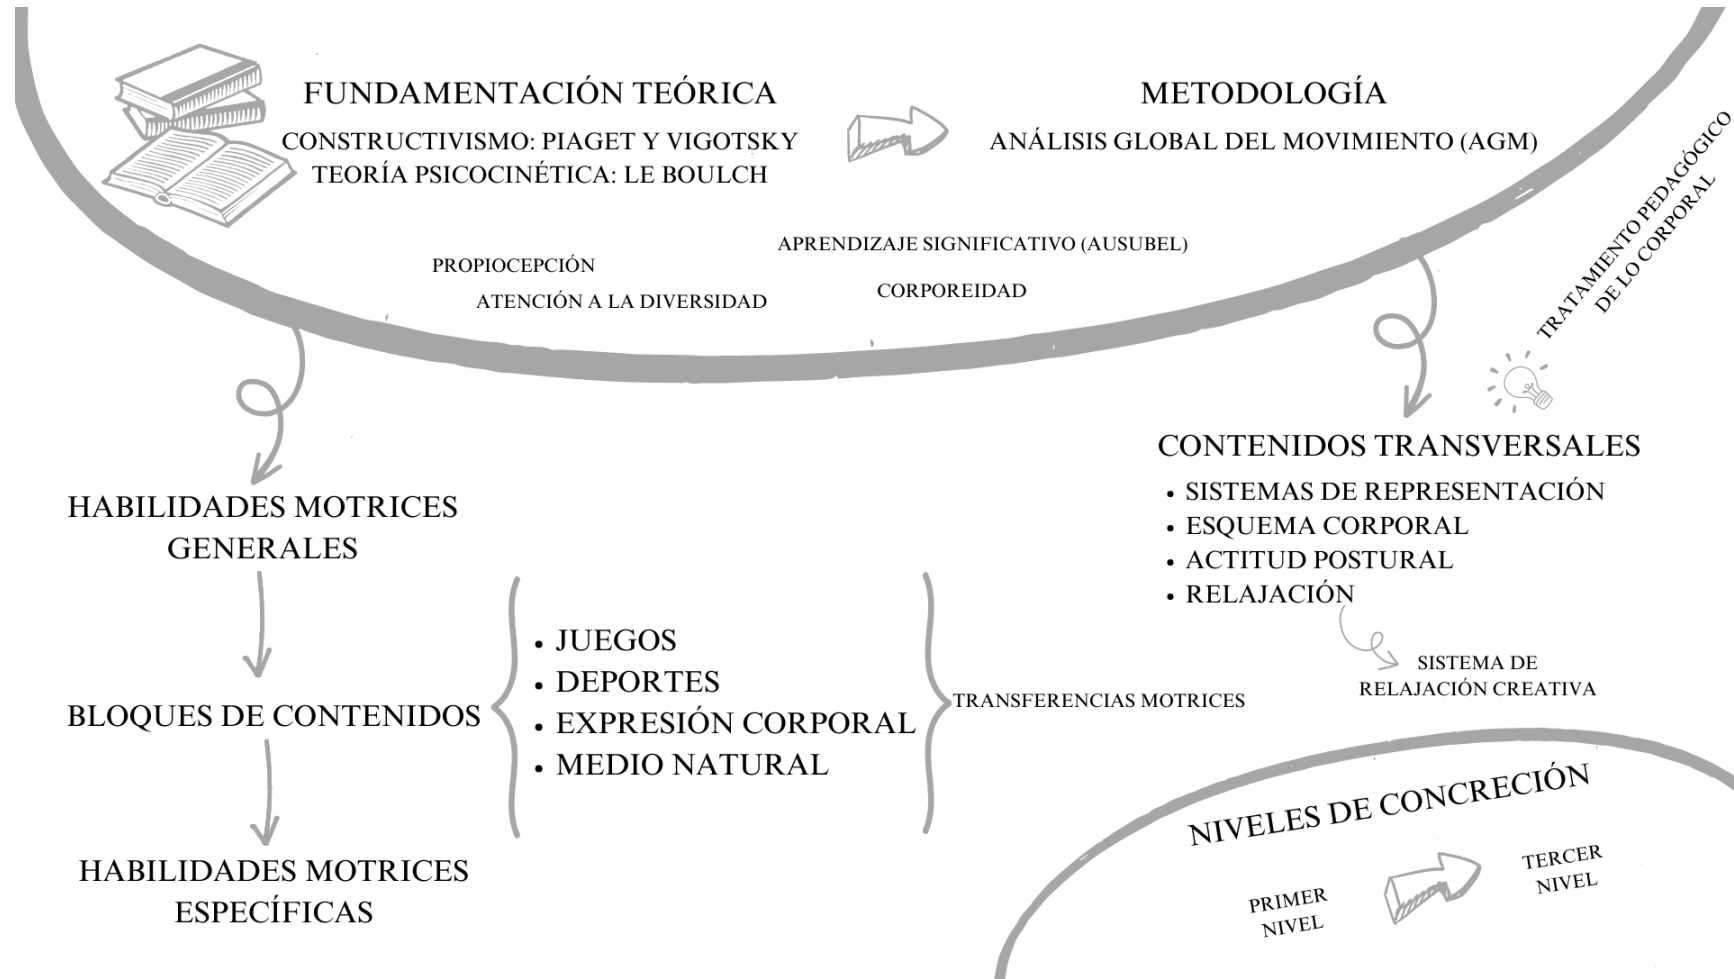 FUNDAMENTACIÓN TEÓRICA
CONSTRUCTIVISMO: PIAGET Y VIGOTSKY
TEORÍA PSICOCINÉTICA: LE BOULCH
METODOLOGÍA
ANÁLISIS GLOBAL DEL MOVIMIENTO (AGM)
PROPIOCEPCIÓN
ATENCIÓN A LA DIVERSIDAD
APRENDIZAJE SIGNIFICATIVO (AUSUBEL)
CORPOREIDAD
TRATAMIENTO PEDAGÓGICO
DE LO CORPORAL
HABILIDADES MOTRICES
GENERALES
BLOQUES DE CONTENIDOS
• JUEGOS
• DEPORTES
• EXPRESIÓN CORPORAL
• MEDIO NATURAL
TRANSFERENCIAS MOTRICES
HABILIDADES MOTRICES
ESPECÍFICAS
CONTENIDOS TRANSVERSALES
• SISTEMAS DE REPRESENTACIÓN
• ESQUEMA CORPORAL
• ACTITUD POSTURAL
• RELAJACIÓN
SISTEMA DE
RELAJACIÓN CREATIVA
NIVELES DE CONCRECIÓN
PRIMER
NIVEL
TERCER
NIVEL